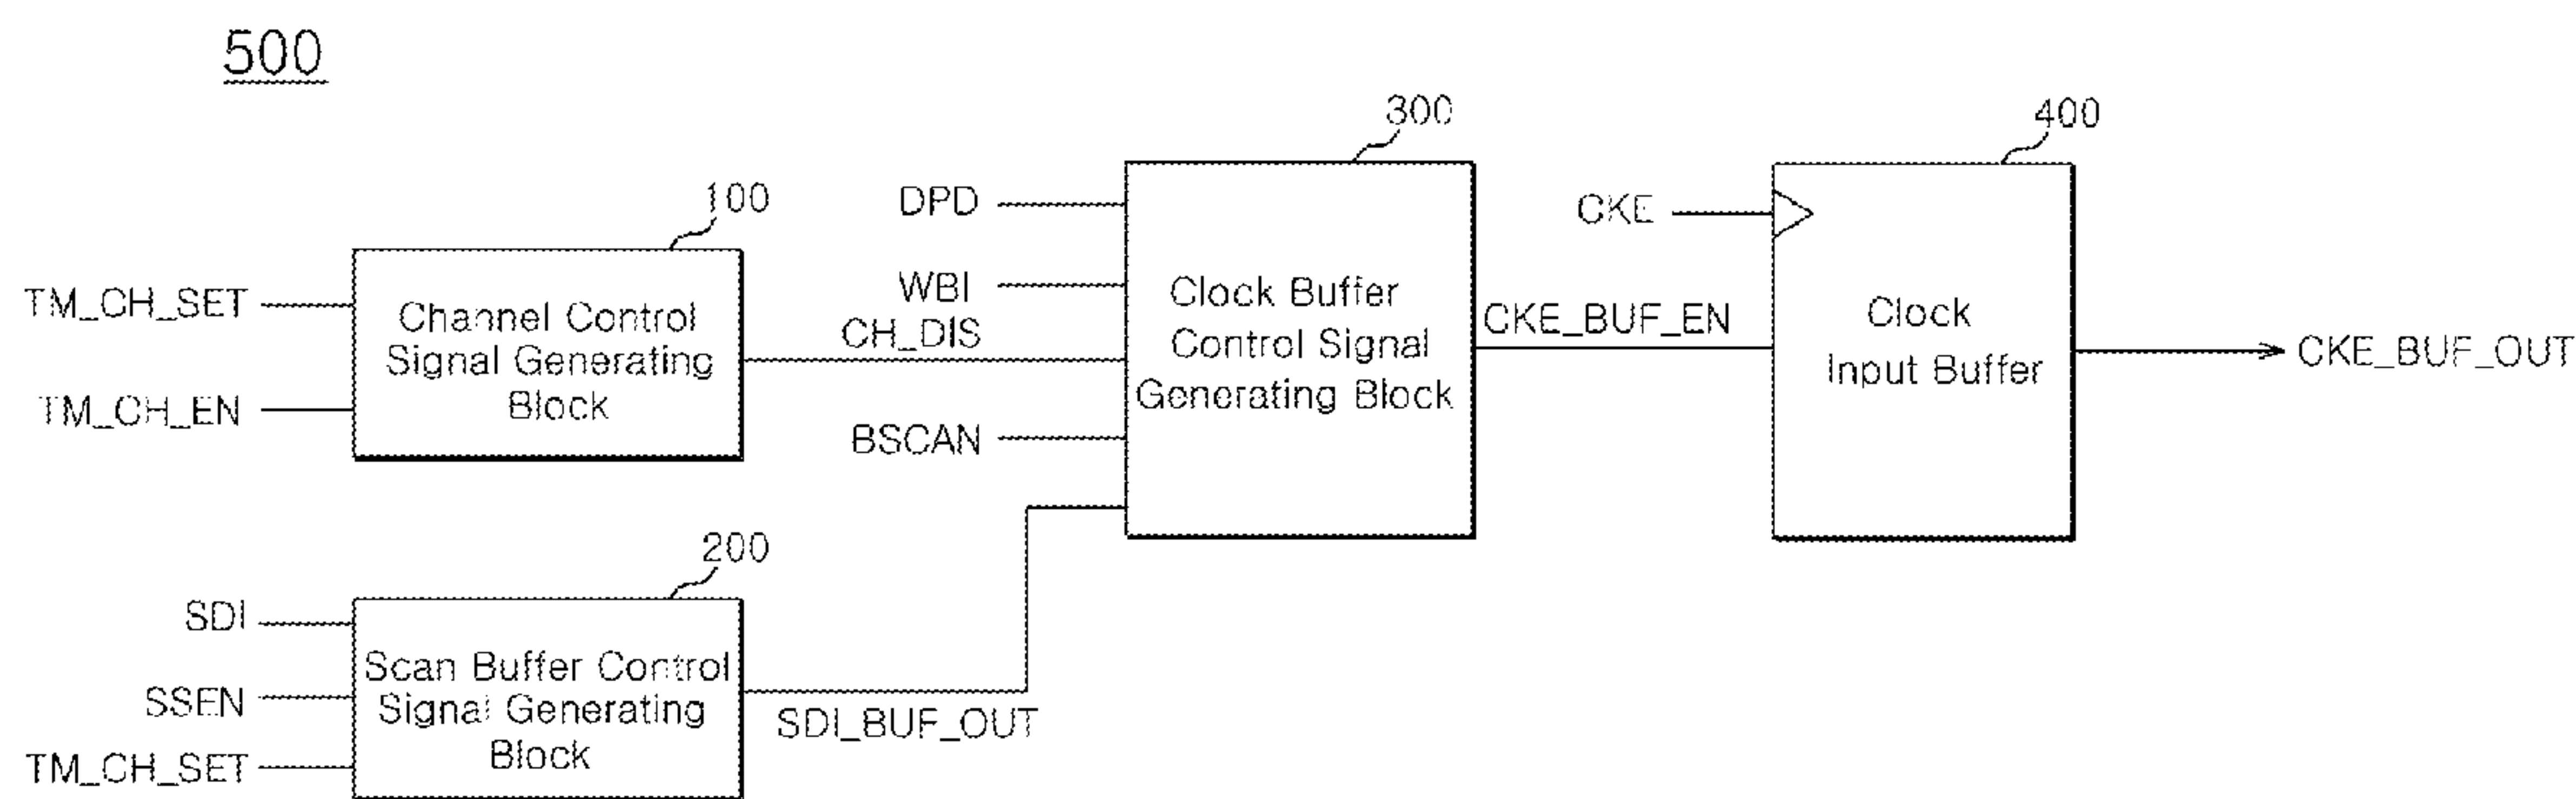 500
300
400
100
DPD
CKE
WBI
TM_CH_SET
Channel Control
Signal Generating
Block
CH_DIS
Clock Buffer
Control Signal
Generating Block
CKE_BUF_EN
Clock
Input Buffer
CKE_BUF_OUT
TM_CH_EN
BSCAN
200
SDI
Scan Buffer Control
Signal Generating
Block
SSEN
SDI_BUF_OUT
TM_CH_SET